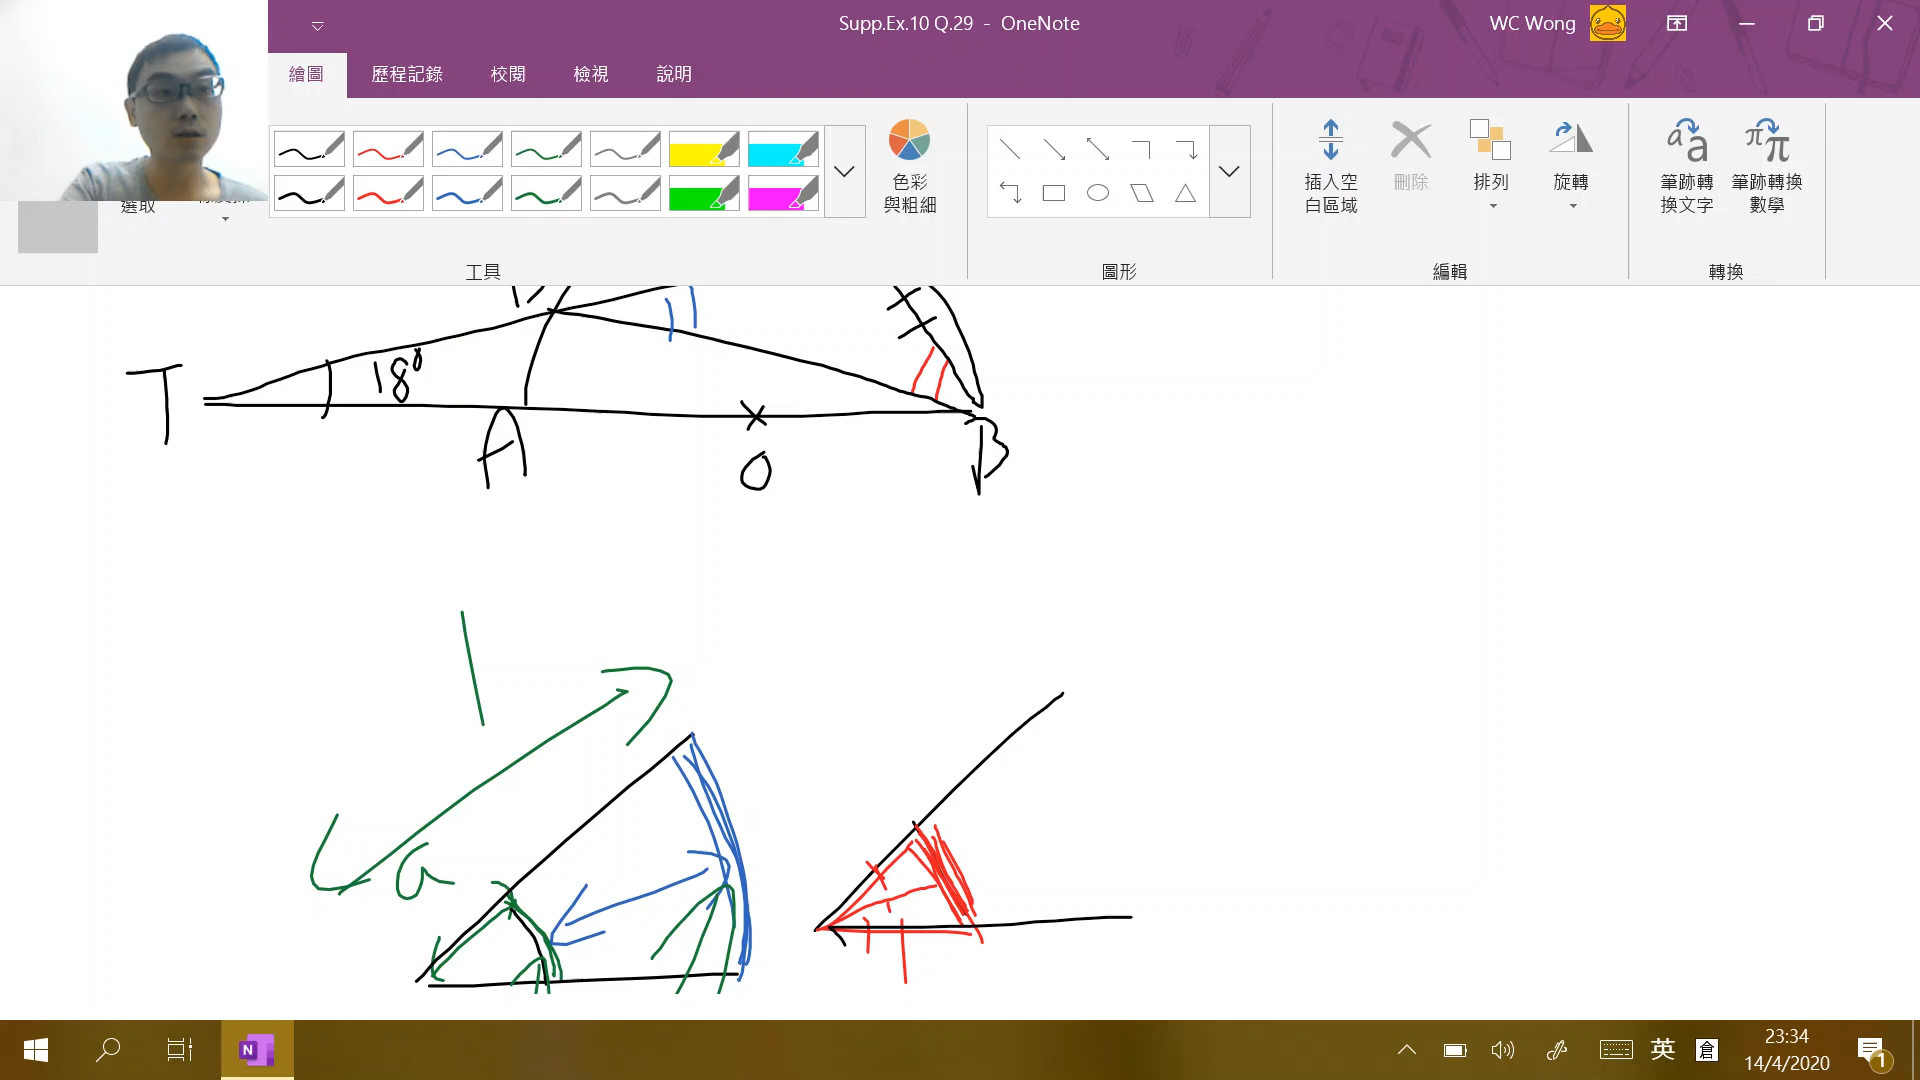 Supp.Ex.10 Q.29 - OneNote
WC Wong
繪圖 歷程記錄 校閱 檢視 說明
選取
色彩與粗細
插入空白區域
刪除
排列
旋轉
筆跡轉換文字
筆跡轉換數學
工具 圖形 編輯 轉換
T
18°
A
O
B
a
N
英
倉
23:34
14/4/2020
1